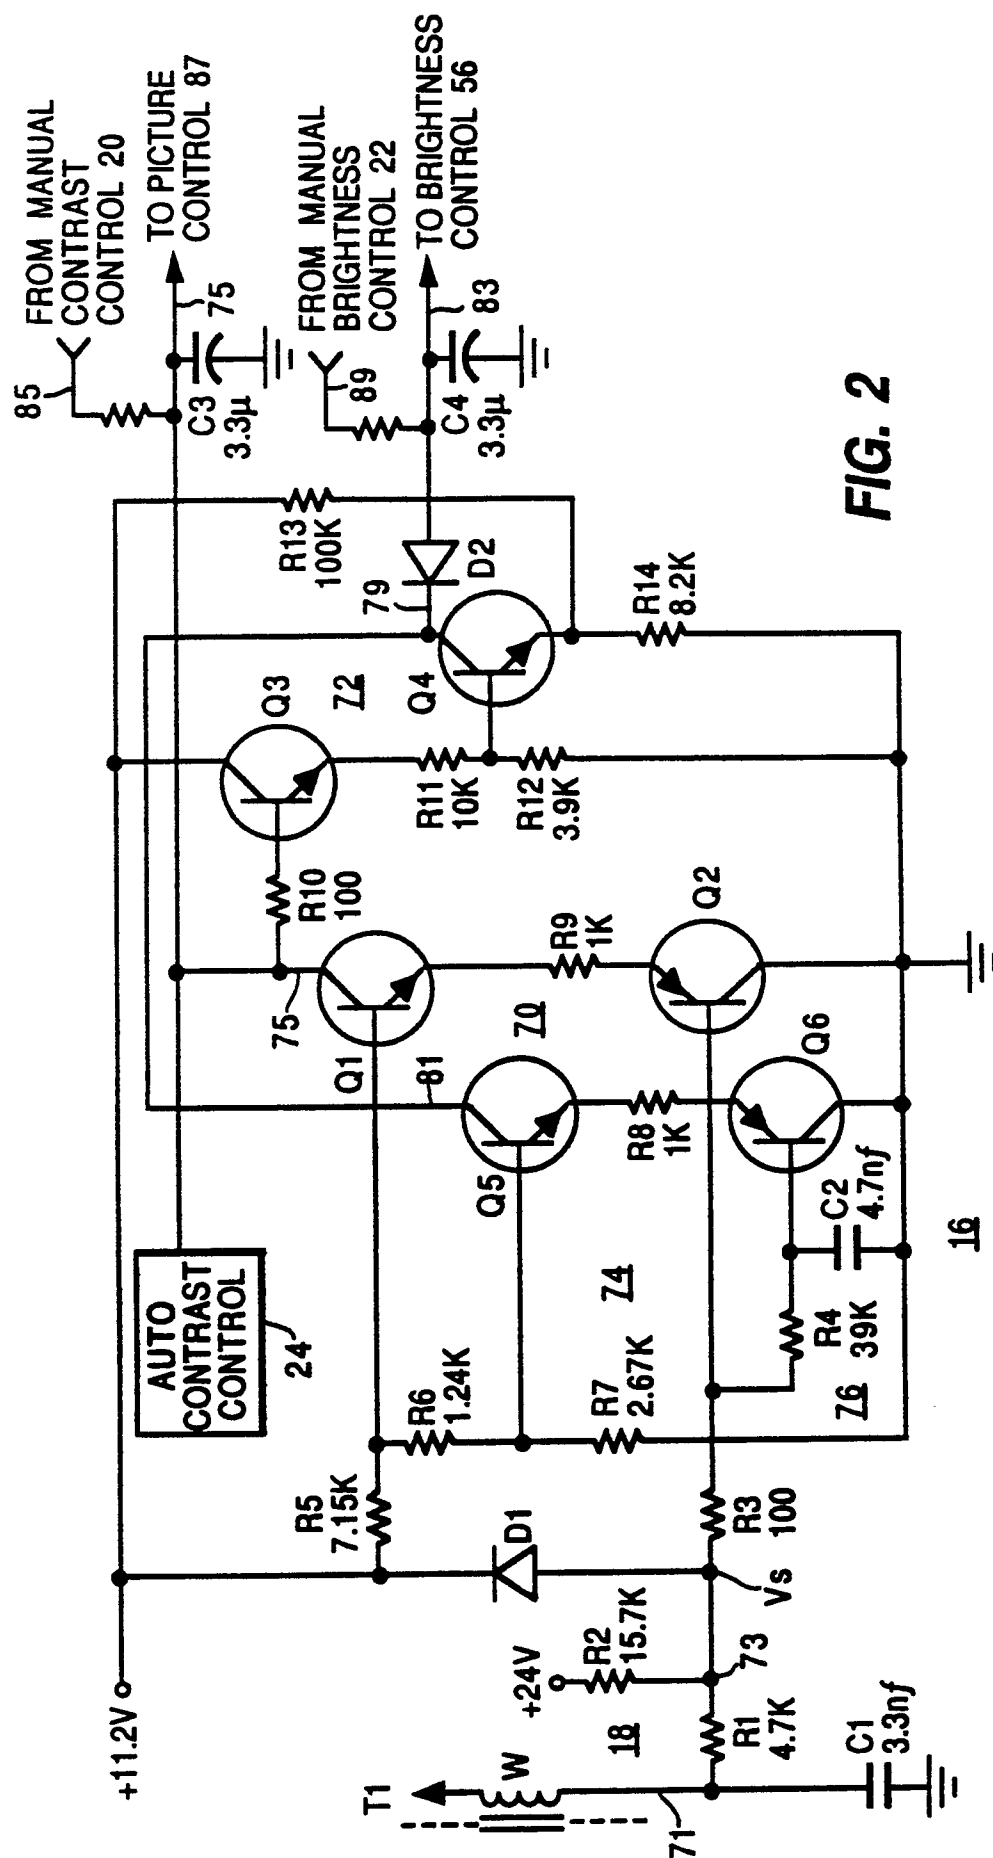 FROM MANUAL
CONTRAST
CONTROL 20
85
TO PICTURE
CONTROL 87
75
C3
3.3µ
FROM MANUAL
BRIGHTNESS
CONTROL 22
89
TO BRIGHTNESS
CONTROL 56
83
C4
3.3µ
+11.2V
AUTO
CONTRAST
CONTROL
24
R13
100K
79
D2
Q3
72
Q4
R14
8.2K
R11
10K
R12
3.9K
R10
100
75
Q1
81
R9
1K
70
Q2
Q5
R8
1K
Q6
R5
7.15K
R6
1.24K
74
R7
2.67K
C2
4.7nf
R4
39K
76
16
D1
R3
100
Vs
+24V
R2
15.7K
73
18
R1
4.7K
T1
W
71
C1
3.3nf
FIG. 2